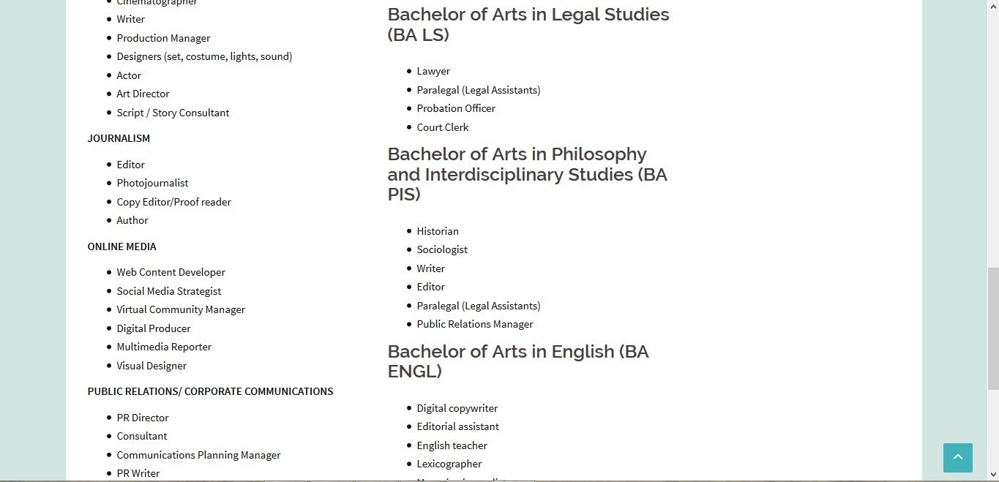 Cinematographer
Writer
Production Manager
Designers (set, costume, lights, sound)
Actor
Art Director
Script / Story Consultant
JOURNALISM
Editor
Photojournalist
Copy Editor/Proof reader
Author
ONLINE MEDIA
Web Content Developer
Social Media Strategist
Virtual Community Manager
Digital Producer
Multimedia Reporter
Visual Designer
PUBLIC RELATIONS/ CORPORATE COMMUNICATIONS
PR Director
Consultant
Communications Planning Manager
PR Writer
Bachelor of Arts in Legal Studies
(BA LS)
Lawyer
Paralegal (Legal Assistants)
Probation Officer
Court Clerk
Bachelor of Arts in Philosophy
and Interdisciplinary Studies (BA
PIS)
Historian
Sociologist
Writer
Editor
Paralegal (Legal Assistants)
Public Relations Manager
Bachelor of Arts in English (BA
ENGL)
Digital copywriter
Editorial assistant
English teacher
Lexicographer